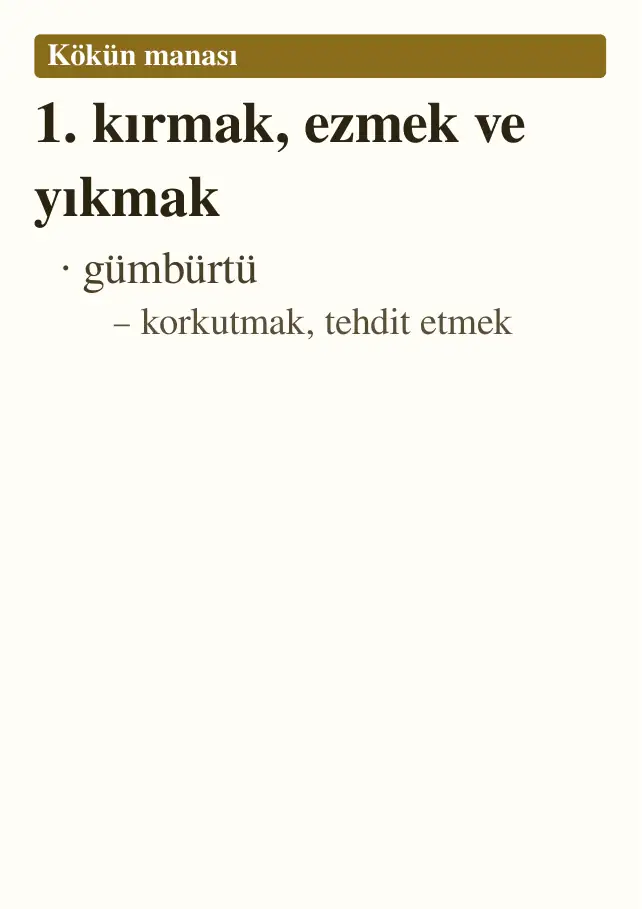 Kökün manası
1. kırmak, ezmek ve
yıkmak
· gümbürtü
– korkutmak, tehdit etmek